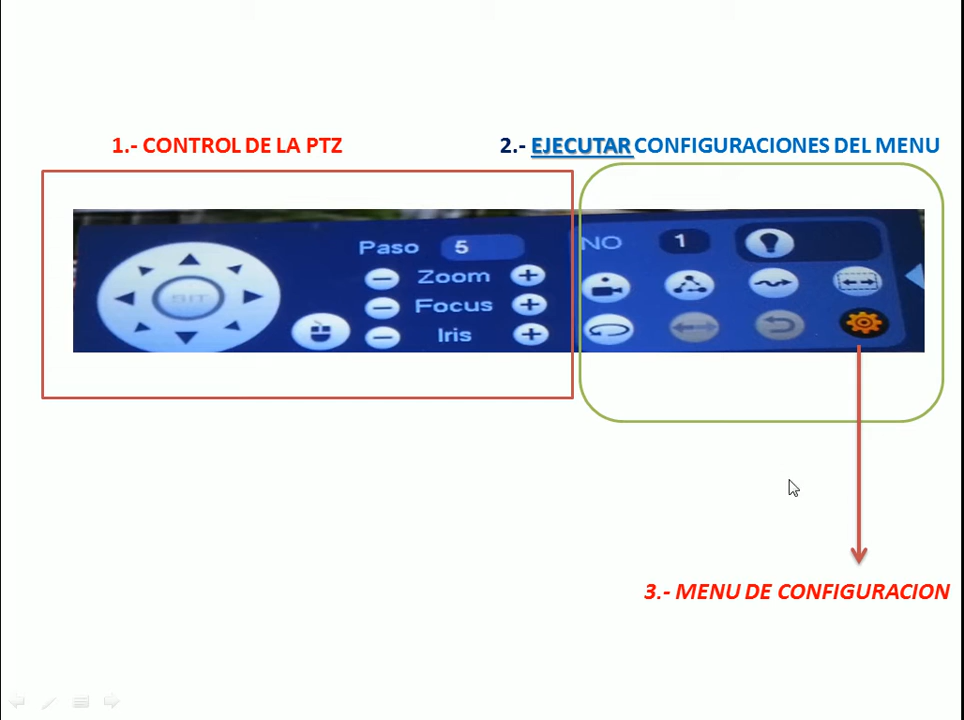 1.- CONTROL DE LA PTZ
2.- EJECUTAR CONFIGURACIONES DEL MENU
Paso 5
Zoom
Focus
Iris
SIT
NO 1
3.- MENU DE CONFIGURACION